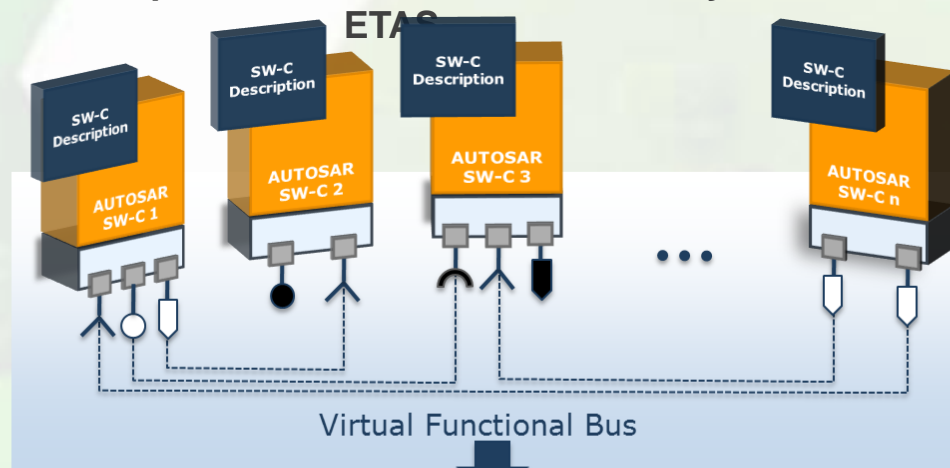 ETAS
SW-C
Description
AUTOSAR
SW-C 1
SW-C
Description
AUTOSAR
SW-C 2
SW-C
Description
AUTOSAR
SW-C 3
SW-C
Description
AUTOSAR
SW-C n
Virtual Functional Bus